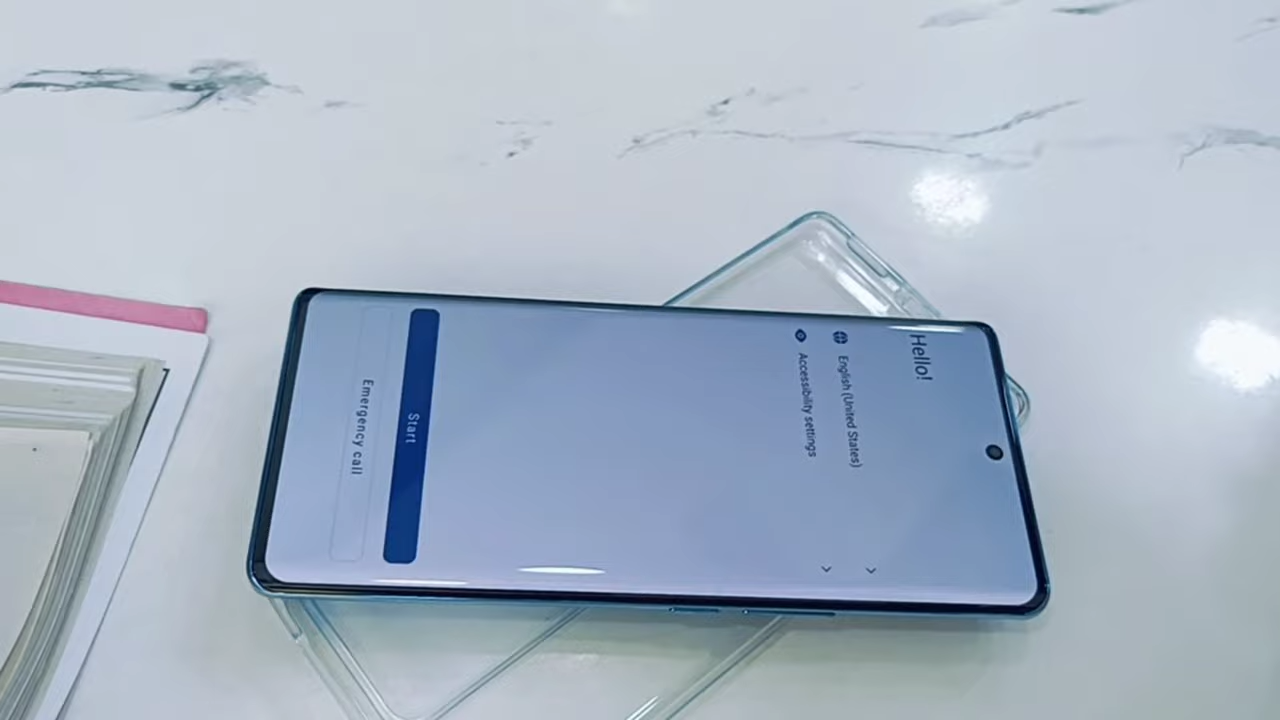 Hello!
English (United States)
Accessibility settings
Start
Emergency call